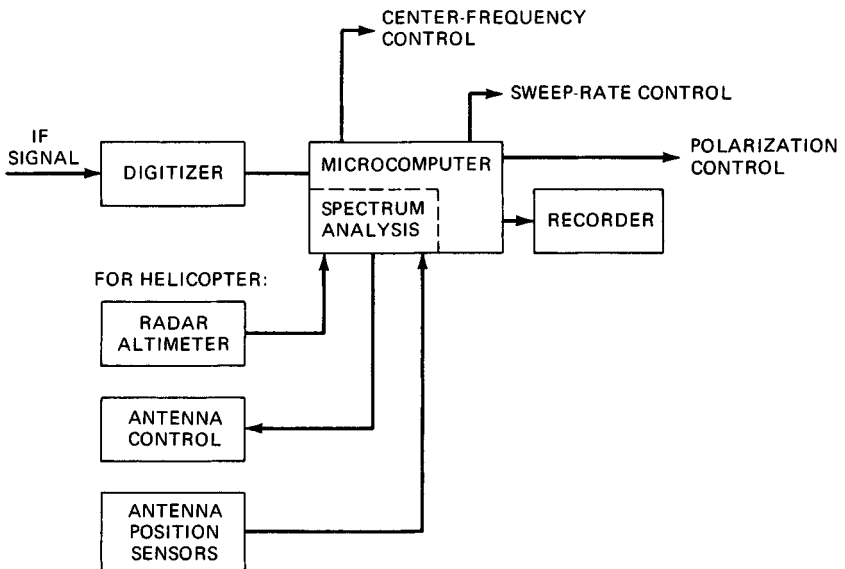 CENTER-FREQUENCY
CONTROL
SWEEP-RATE CONTROL
IF
SIGNAL
DIGITIZER
MICROCOMPUTER
POLARIZATION
CONTROL
SPECTRUM
ANALYSIS
RECORDER
FOR HELICOPTER:
RADAR
ALTIMETER
ANTENNA
CONTROL
ANTENNA
POSITION
SENSORS